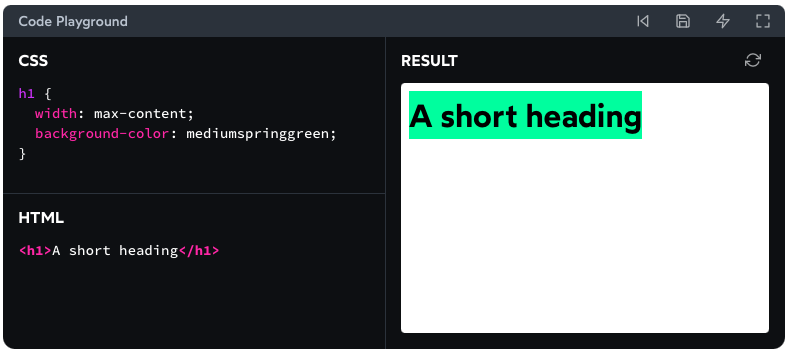 Code Playground
CSS
h1 {
  width: max-content;
  background-color: mediumspringgreen;
}
HTML
<h1>A short heading</h1>
RESULT
A short heading